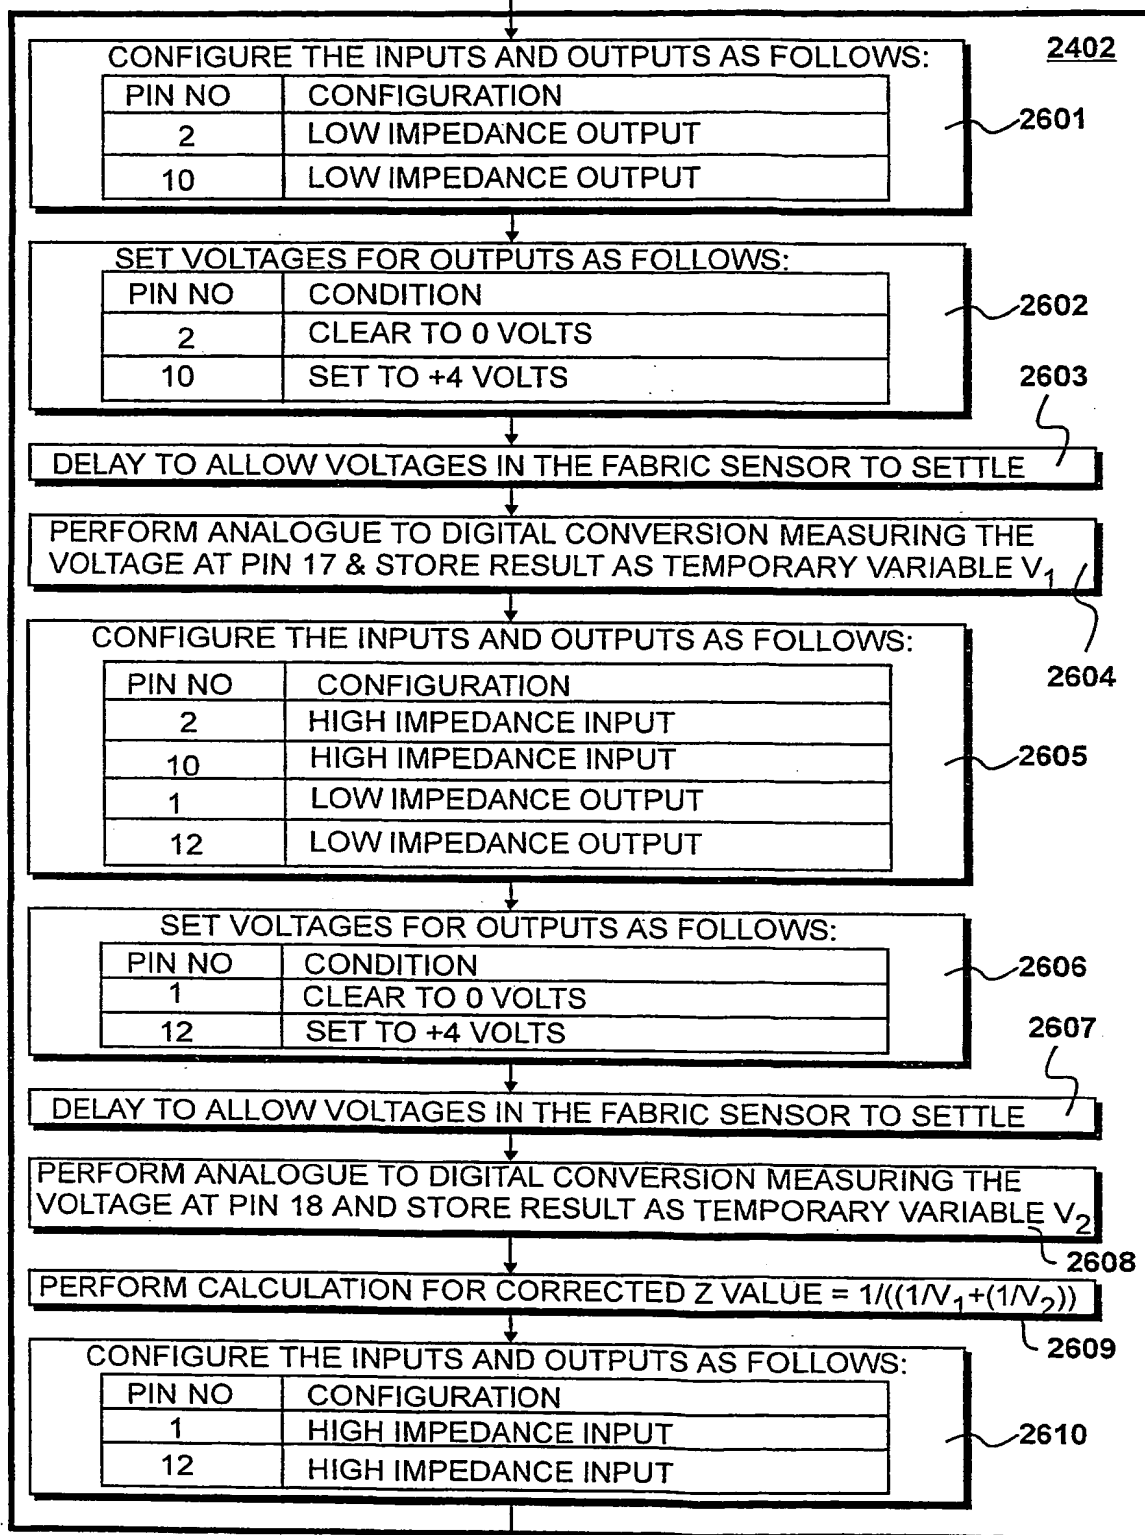 2402
CONFIGURE THE INPUTS AND OUTPUTS AS FOLLOWS:
PIN NO CONFIGURATION
2 LOW IMPEDANCE OUTPUT
10 LOW IMPEDANCE OUTPUT
2601
SET VOLTAGES FOR OUTPUTS AS FOLLOWS:
PIN NO CONDITION
2 CLEAR TO 0 VOLTS
10 SET TO +4 VOLTS
2602
2603
DELAY TO ALLOW VOLTAGES IN THE FABRIC SENSOR TO SETTLE
PERFORM ANALOGUE TO DIGITAL CONVERSION MEASURING THE
VOLTAGE AT PIN 17 & STORE RESULT AS TEMPORARY VARIABLE V₁
2604
CONFIGURE THE INPUTS AND OUTPUTS AS FOLLOWS:
PIN NO CONFIGURATION
2 HIGH IMPEDANCE INPUT
10 HIGH IMPEDANCE INPUT
1 LOW IMPEDANCE OUTPUT
12 LOW IMPEDANCE OUTPUT
2605
SET VOLTAGES FOR OUTPUTS AS FOLLOWS:
PIN NO CONDITION
1 CLEAR TO 0 VOLTS
12 SET TO +4 VOLTS
2606
2607
DELAY TO ALLOW VOLTAGES IN THE FABRIC SENSOR TO SETTLE
PERFORM ANALOGUE TO DIGITAL CONVERSION MEASURING THE
VOLTAGE AT PIN 18 AND STORE RESULT AS TEMPORARY VARIABLE V₂
2608
PERFORM CALCULATION FOR CORRECTED Z VALUE = 1/((1/V₁+(1/V₂))
2609
CONFIGURE THE INPUTS AND OUTPUTS AS FOLLOWS:
PIN NO CONFIGURATION
1 HIGH IMPEDANCE INPUT
12 HIGH IMPEDANCE INPUT
2610